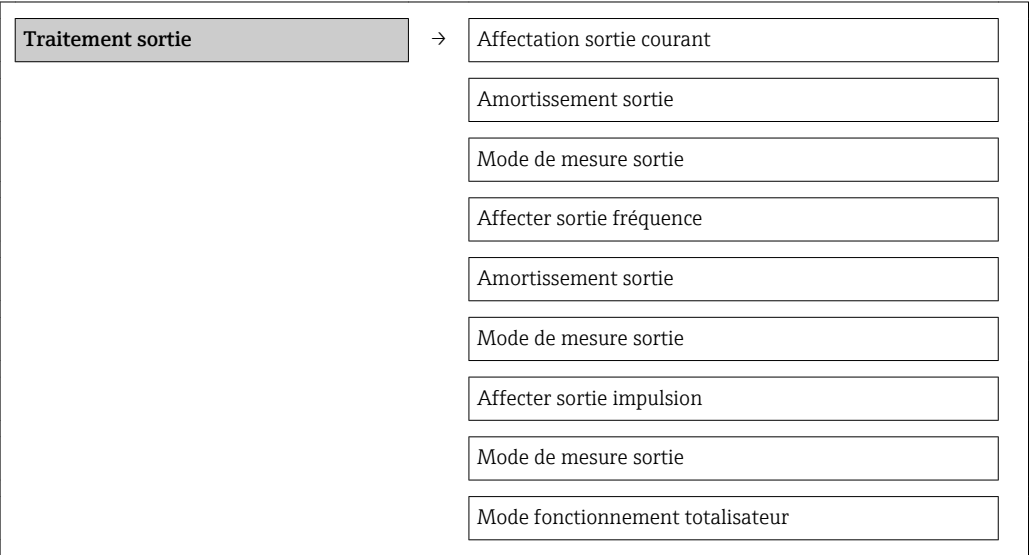 Traitement sortie → Affectation sortie courant
Amortissement sortie
Mode de mesure sortie
Affecter sortie fréquence
Amortissement sortie
Mode de mesure sortie
Affecter sortie impulsion
Mode de mesure sortie
Mode fonctionnement totalisateur